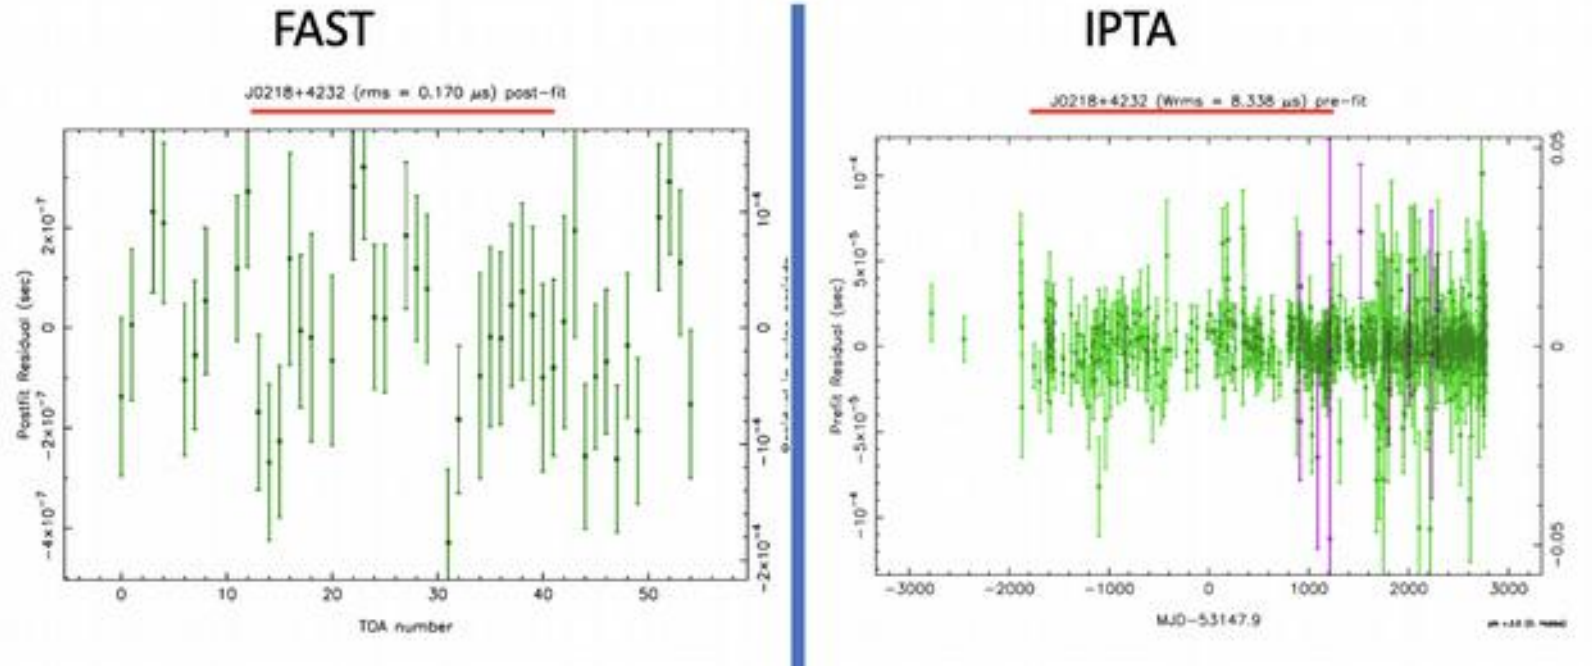 FAST
J0218+4232 (rms = 0.170 μs) post-fit
Postfit Residual (sec)
2×10⁻⁷
0
−2×10⁻⁷
−4×10⁻⁷
10⁻⁴
0
−10⁻⁴
−2×10⁻⁴
0 10 20 30 40 50
TOA number
IPTA
J0218+4232 (Wrms = 8.338 μs) pre-fit
Prefit Residual (sec)
10⁻⁴
5×10⁻⁵
0
−5×10⁻⁵
−10⁻⁴
0.05
0
−0.05
−3000 −2000 −1000 0 1000 2000 3000
MJD−53147.9